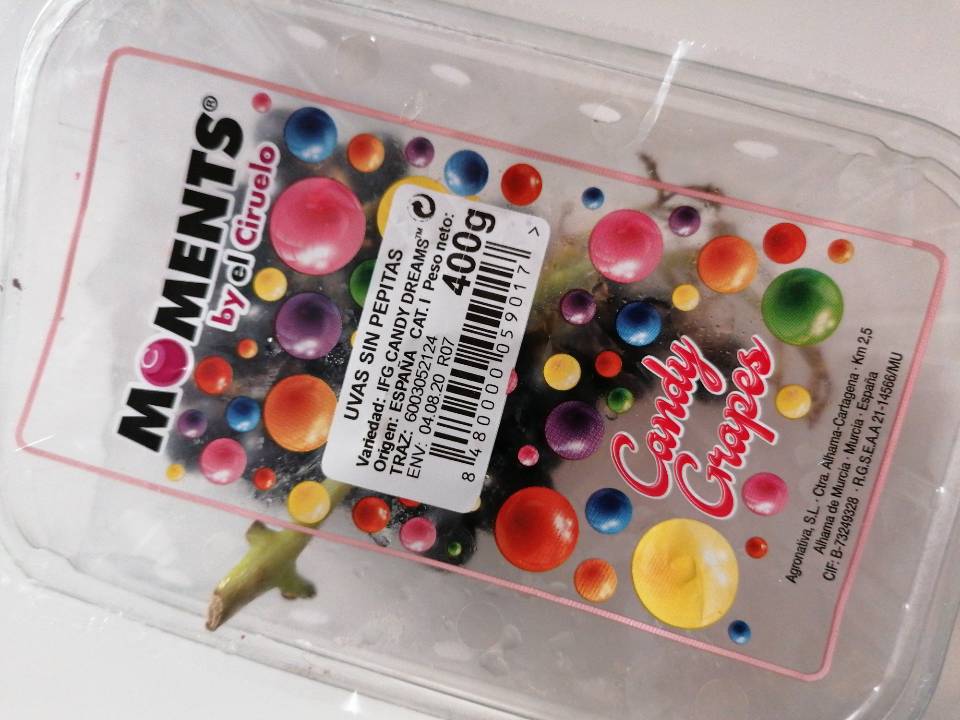 MOMENTS®
by el Ciruelo
UVAS SIN PEPITAS
Variedad: IFG CANDY DREAMS™
Origen: ESPAÑA CAT. I Peso neto:
TRAZ: 6003052124
ENV: 04.08.20 R07
400g
8 480000 059017 >
Candy
Grapes
Agronativa, S.L. · Ctra. Alhama-Cartagena · Km 2,5
Alhama de Murcia · Murcia · España
CIF: B-73249328 · R.G.S.E.A.A 21-14566/MU